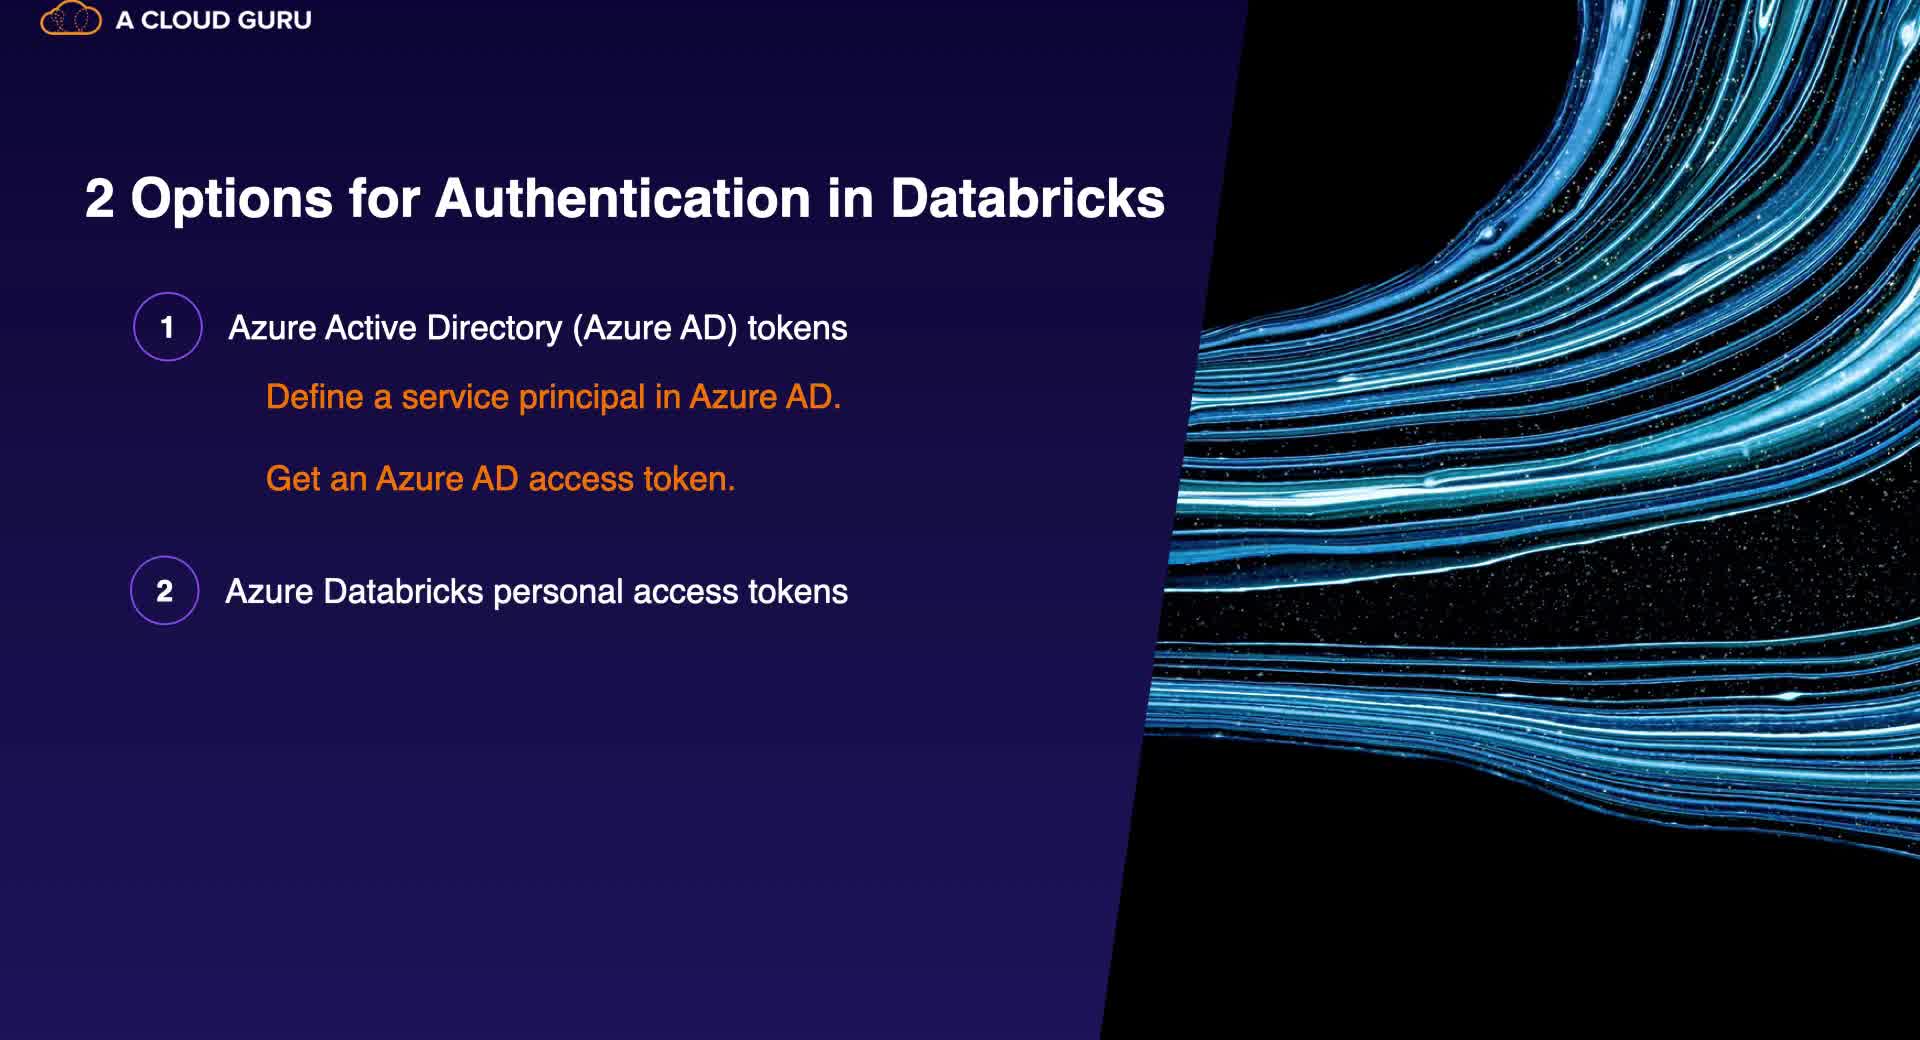 A CLOUD GURU
2 Options for Authentication in Databricks
1 Azure Active Directory (Azure AD) tokens
Define a service principal in Azure AD.
Get an Azure AD access token.
2 Azure Databricks personal access tokens